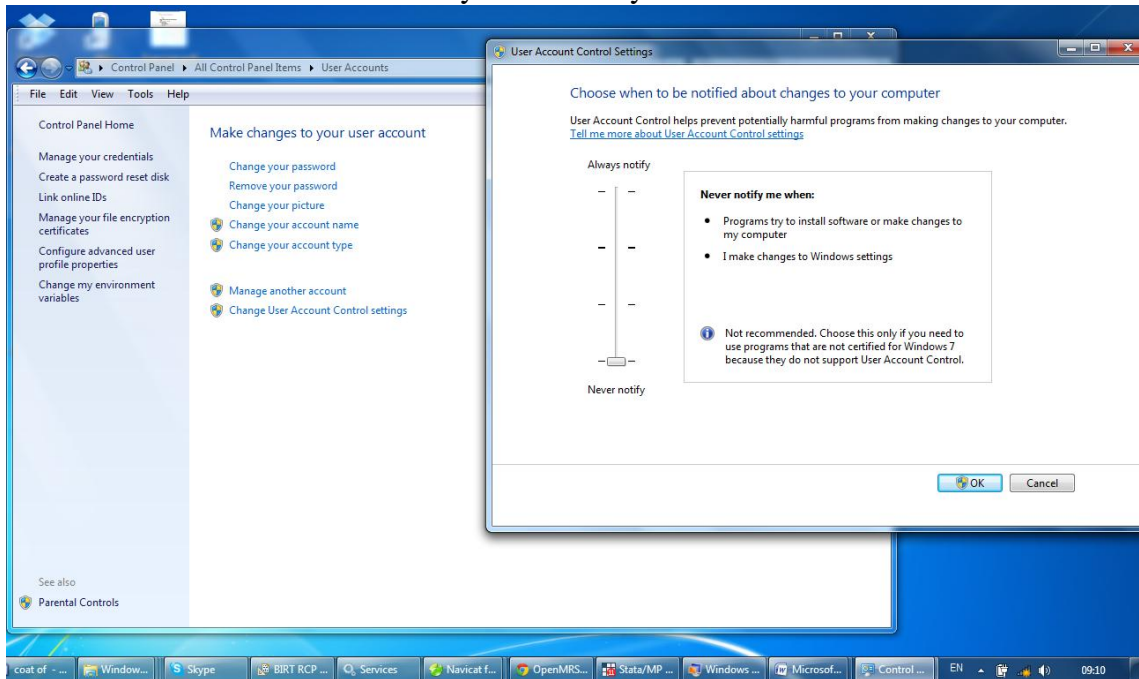 User Account Control Settings
Control Panel ▸ All Control Panel Items ▸ User Accounts
File Edit View Tools Help
Control Panel Home
Manage your credentials
Create a password reset disk
Link online IDs
Manage your file encryption
certificates
Configure advanced user
profile properties
Change my environment
variables
See also
Parental Controls
Make changes to your user account
Change your password
Remove your password
Change your picture
Change your account name
Change your account type
Manage another account
Change User Account Control settings
Choose when to be notified about changes to your computer
User Account Control helps prevent potentially harmful programs from making changes to your computer.
Tell me more about User Account Control settings
Always notify
Never notify me when:
• Programs try to install software or make changes to
my computer
• I make changes to Windows settings
Not recommended. Choose this only if you need to
use programs that are not certified for Windows 7
because they do not support User Account Control.
Never notify
OK Cancel
coat of - ... Window... Skype BIRT RCP ... Services Navicat f... OpenMRS... Stata/MP ... Windows ... Microsof... Control ... EN 09:10